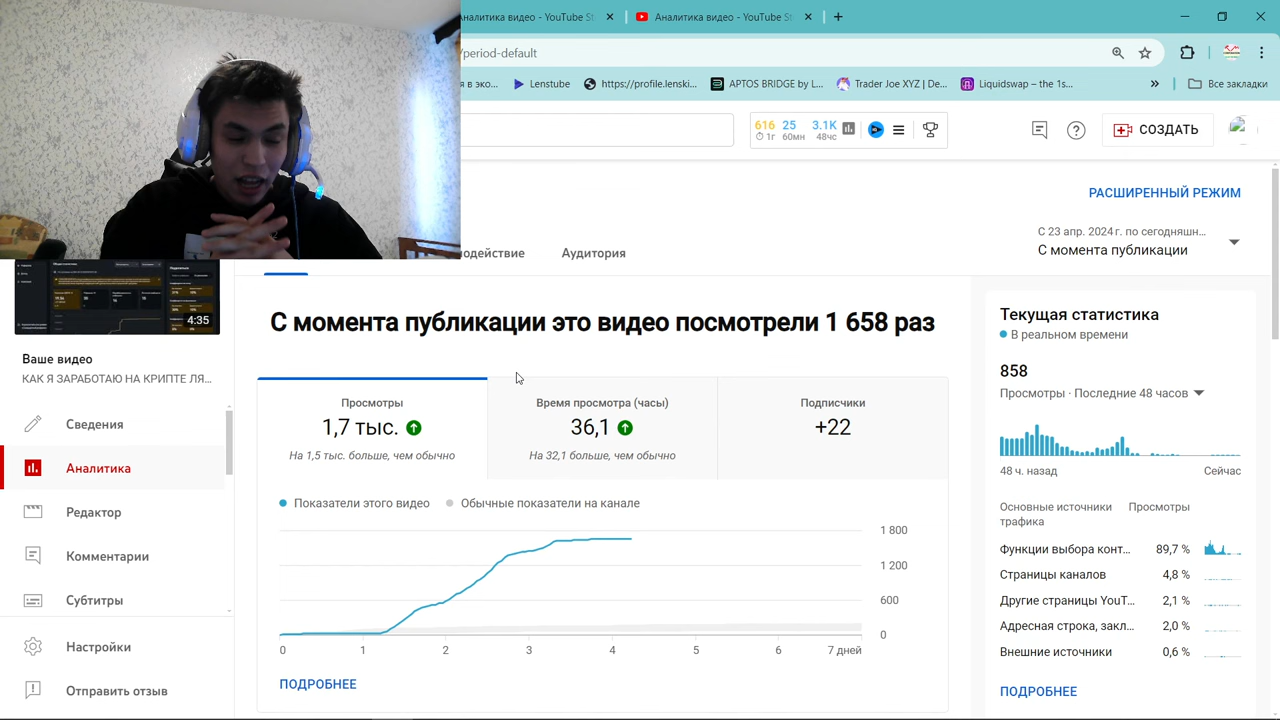 Аналитика видео - YouTube St
Аналитика видео - YouTube St
/period-default
я в эко...
Lenstube
https://profile.lenski...
APTOS BRIDGE by L...
Trader Joe XYZ | De...
Liquidswap – the 1s...
»
Все закладки
616 25 3.1K
1г 60мн 48чс
СОЗДАТЬ
РАСШИРЕННЫЙ РЕЖИМ
С 23 апр. 2024 г. по сегодняшн...
С момента публикации
одействие
Аудитория
4:35
Ваше видео
КАК Я ЗАРАБОТАЮ НА КРИПТЕ ЛЯ...
Сведения
Аналитика
Редактор
Комментарии
Субтитры
Настройки
Отправить отзыв
С момента публикации это видео посмотрели 1 658 раз
Просмотры
1,7 тыс.
На 1,5 тыс. больше, чем обычно
Время просмотра (часы)
36,1
На 32,1 больше, чем обычно
Подписчики
+22
Показатели этого видео
Обычные показатели на канале
1 800
1 200
600
0
0 1 2 3 4 5 6 7 дней
ПОДРОБНЕЕ
Текущая статистика
В реальном времени
858
Просмотры · Последние 48 часов
48 ч. назад Сейчас
Основные источники Просмотры
трафика
Функции выбора конт... 89,7 %
Страницы каналов 4,8 %
Другие страницы YouT... 2,1 %
Адресная строка, закл... 2,0 %
Внешние источники 0,6 %
ПОДРОБНЕЕ